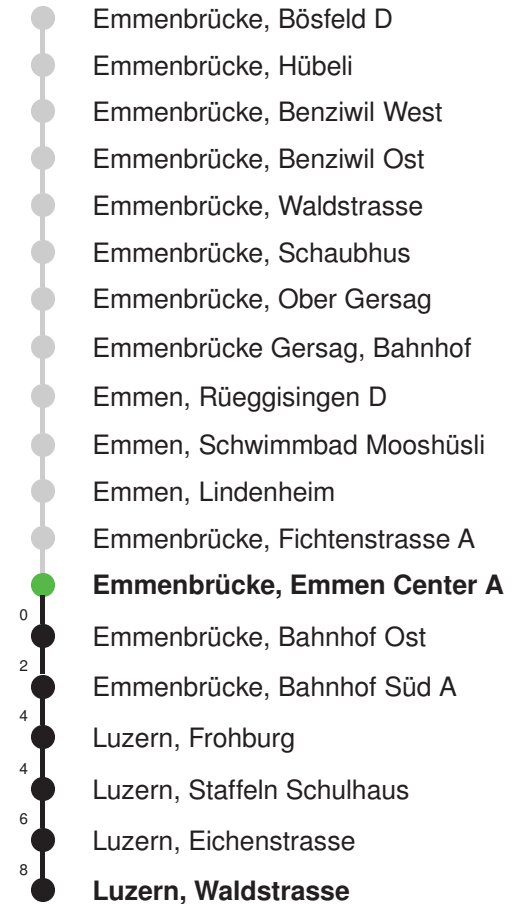 Emmenbrücke, Bösfeld D
Emmenbrücke, Hübeli
Emmenbrücke, Benziwil West
Emmenbrücke, Benziwil Ost
Emmenbrücke, Waldstrasse
Emmenbrücke, Schaubhus
Emmenbrücke, Ober Gersag
Emmenbrücke Gersag, Bahnhof
Emmen, Rüeggisingen D
Emmen, Schwimmbad Mooshüsli
Emmen, Lindenheim
Emmenbrücke, Fichtenstrasse A
Emmenbrücke, Emmen Center A
0
Emmenbrücke, Bahnhof Ost
2
Emmenbrücke, Bahnhof Süd A
4
Luzern, Frohburg
4
Luzern, Staffeln Schulhaus
6
Luzern, Eichenstrasse
8
Luzern, Waldstrasse